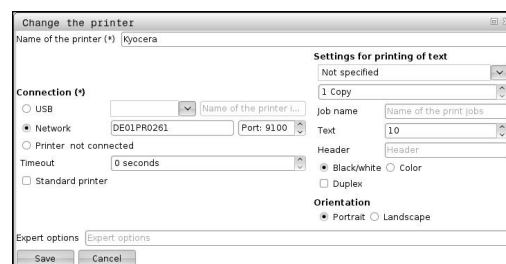 Change the printer
Name of the printer (*) Kyocera
Settings for printing of text
Not specified
1 Copy
Connection (*)
USB Name of the printer i...
Job name Name of the print jobs
Network DE01PR0261 Port: 9100
Text 10
Printer not connected
Header Header
Timeout 0 seconds
Black/white Color
Standard printer
Duplex
Orientation
Portrait Landscape
Expert options Expert options
Save Cancel